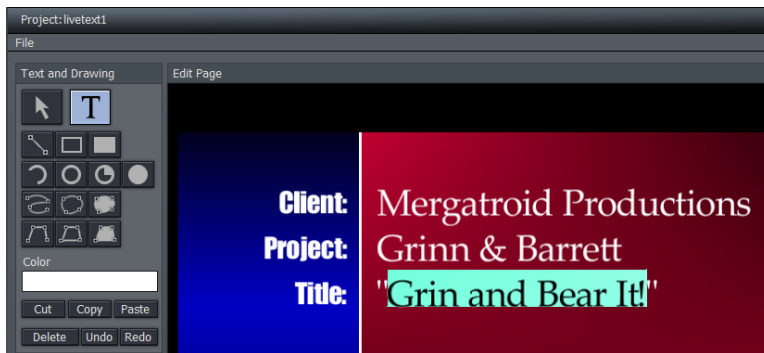 Project:livetext1
File
Text and Drawing
Edit Page
T
Client: Mergatroid Productions
Project: Grinn & Barrett
Title: "Grin and Bear It!"
Color
Cut Copy Paste
Delete Undo Redo